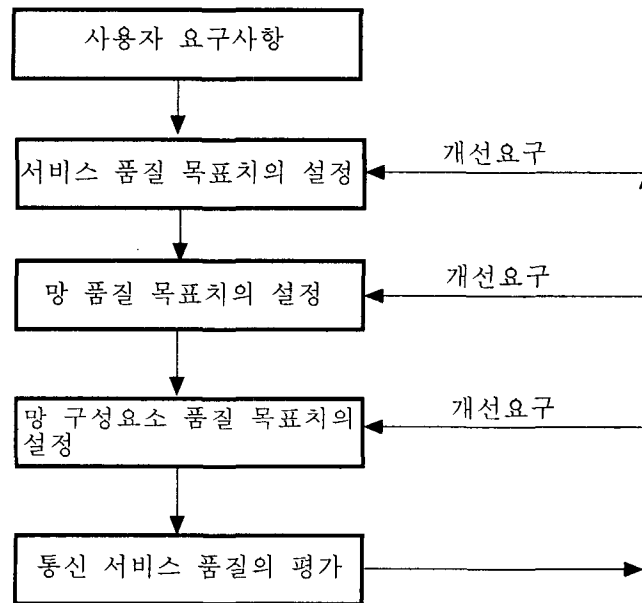 사용자 요구사항
서비스 품질 목표치의 설정
개선요구
망 품질 목표치의 설정
개선요구
망 구성요소 품질 목표치의
설정
개선요구
통신 서비스 품질의 평가